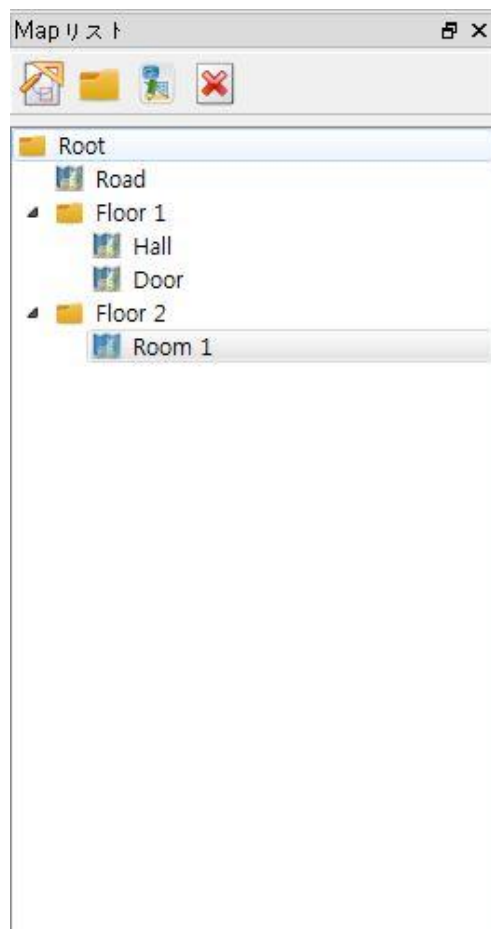 Mapリスト
Root
Road
Floor 1
Hall
Door
Floor 2
Room 1